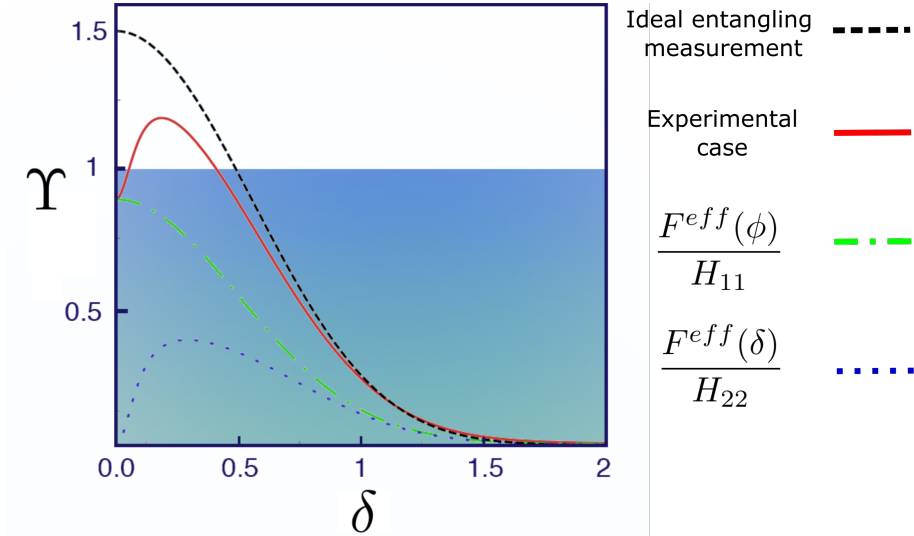 1.5
1
0.5
ϒ
0.0 0.5 1 1.5 2
δ
Ideal entangling
measurement
Experimental
case
F^{eff}(ϕ)
H_{11}
F^{eff}(δ)
H_{22}